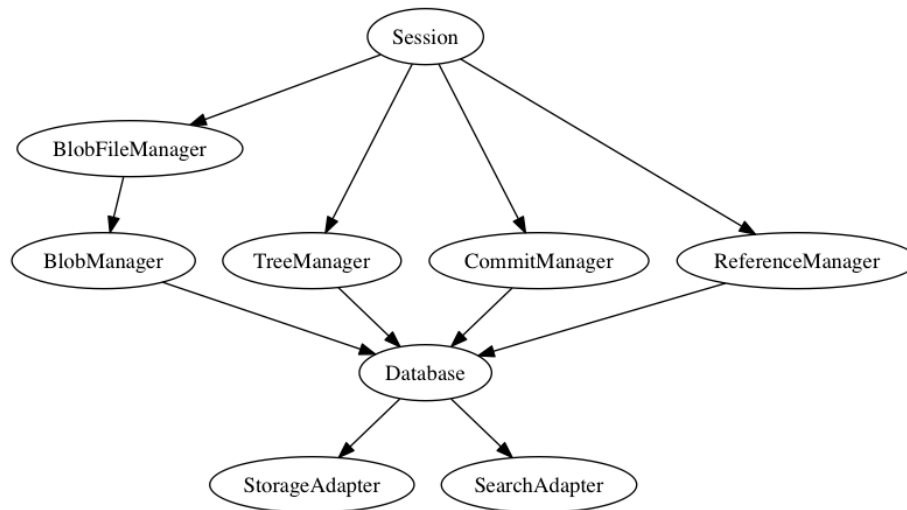 Session
BlobFileManager
BlobManager
TreeManager
CommitManager
ReferenceManager
Database
StorageAdapter
SearchAdapter